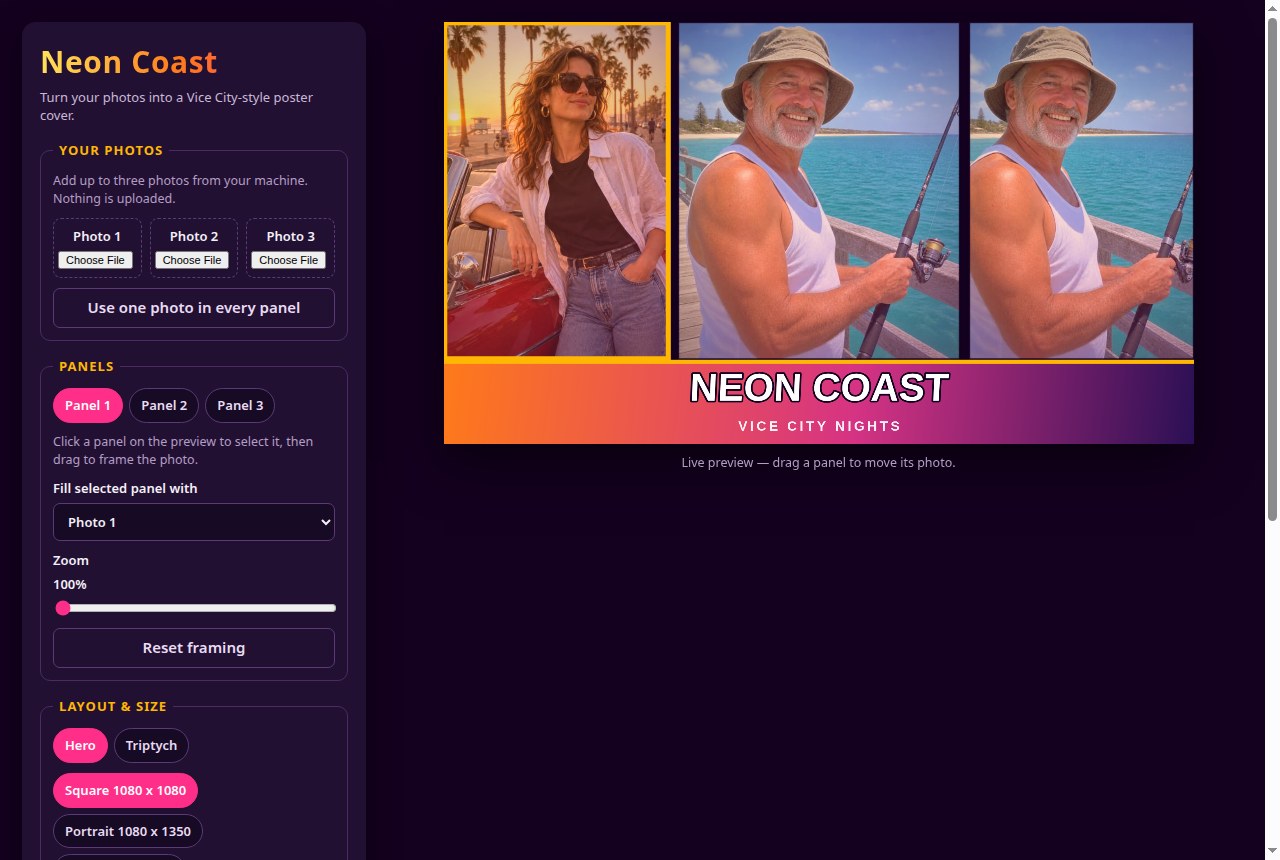 Neon Coast
Turn your photos into a Vice City-style poster
cover.
YOUR PHOTOS
Add up to three photos from your machine.
Nothing is uploaded.
Photo 1
Photo 2
Photo 3
Choose File
Choose File
Choose File
Use one photo in every panel
PANELS
Panel 1
Panel 2
Panel 3
Click a panel on the preview to select it, then
drag to frame the photo.
Fill selected panel with
Photo 1
Zoom
100%
Reset framing
LAYOUT & SIZE
Hero
Triptych
Square 1080 x 1080
Portrait 1080 x 1350
NEON COAST
VICE CITY NIGHTS
Live preview — drag a panel to move its photo.